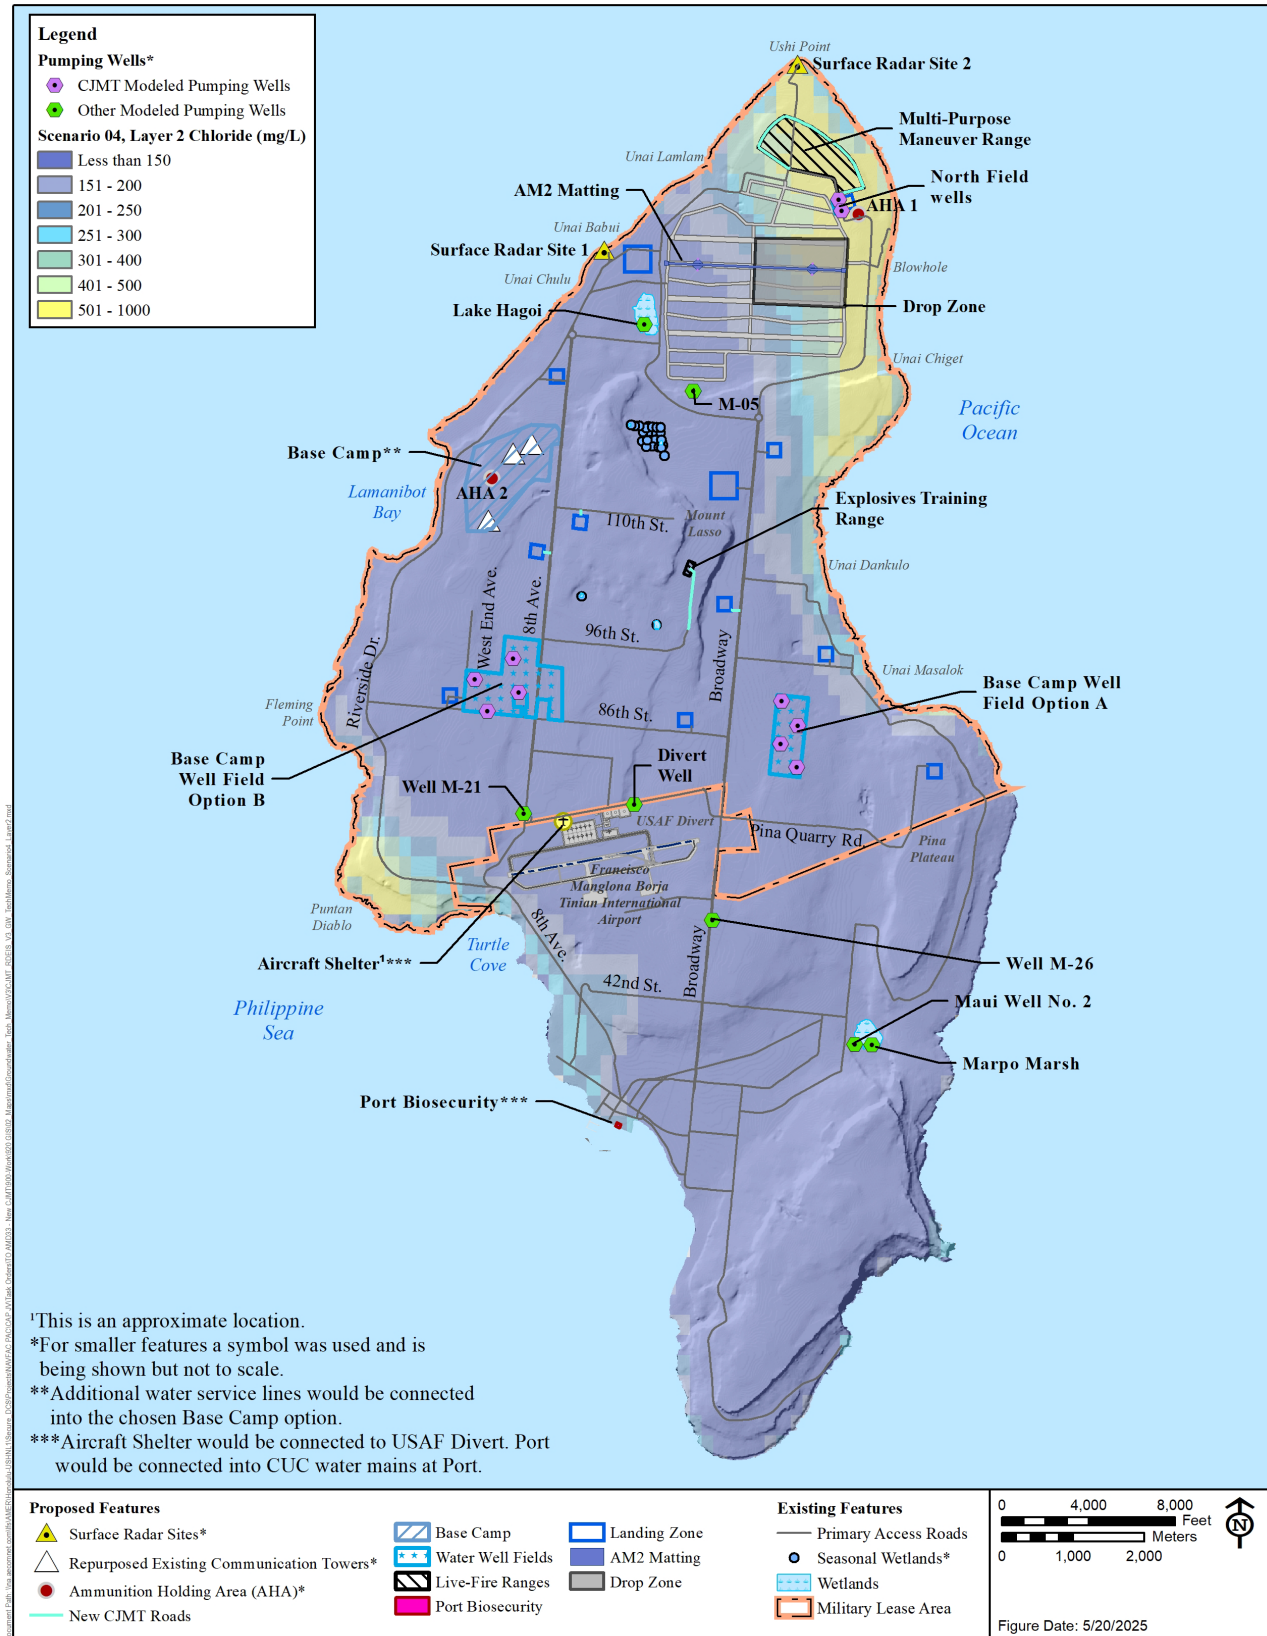 Legend
Pumping Wells*
CJMT Modeled Pumping Wells
Other Modeled Pumping Wells
Scenario 04, Layer 2 Chloride (mg/L)
Less than 150
151 - 200
201 - 250
251 - 300
301 - 400
401 - 500
501 - 1000
Ushi Point
Surface Radar Site 2
Multi-Purpose
Maneuver Range
Unai Lamlam
North Field
wells
AM2 Matting
AHA 1
Unai Babui
Surface Radar Site 1
Blowhole
Unai Chulu
Lake Hagoi
Drop Zone
Unai Chiget
M-05
Pacific
Ocean
Base Camp**
AHA 2
Lamanibot
Bay
Explosives Training
Range
110th St.
Mount
Lasso
Unai Dankulo
West End Ave.
8th Ave.
96th St.
Broadway
Riverside Dr.
Unai Masalok
Base Camp Well
Field Option A
Fleming
Point
86th St.
Base Camp
Well Field
Option B
Divert
Well
Well M-21
USAF Divert
Pina Quarry Rd.
Pina
Plateau
Francisco
Manglona Borja
Tinian International
Airport
Puntan
Diablo
8th Ave.
Turtle
Cove
Aircraft Shelter¹***
Broadway
Well M-26
42nd St.
Philippine
Sea
Maui Well No. 2
Marpo Marsh
Port Biosecurity***
¹This is an approximate location.
*For smaller features a symbol was used and is
being shown but not to scale.
**Additional water service lines would be connected
into the chosen Base Camp option.
***Aircraft Shelter would be connected to USAF Divert. Port
would be connected into CUC water mains at Port.
Proposed Features
Surface Radar Sites*
Repurposed Existing Communication Towers*
Ammunition Holding Area (AHA)*
New CJMT Roads
Base Camp
Water Well Fields
Live-Fire Ranges
Port Biosecurity
Landing Zone
AM2 Matting
Drop Zone
Existing Features
Primary Access Roads
Seasonal Wetlands*
Wetlands
Military Lease Area
0 4,000 8,000
Feet
Meters
0 1,000 2,000
N
Figure Date: 5/20/2025